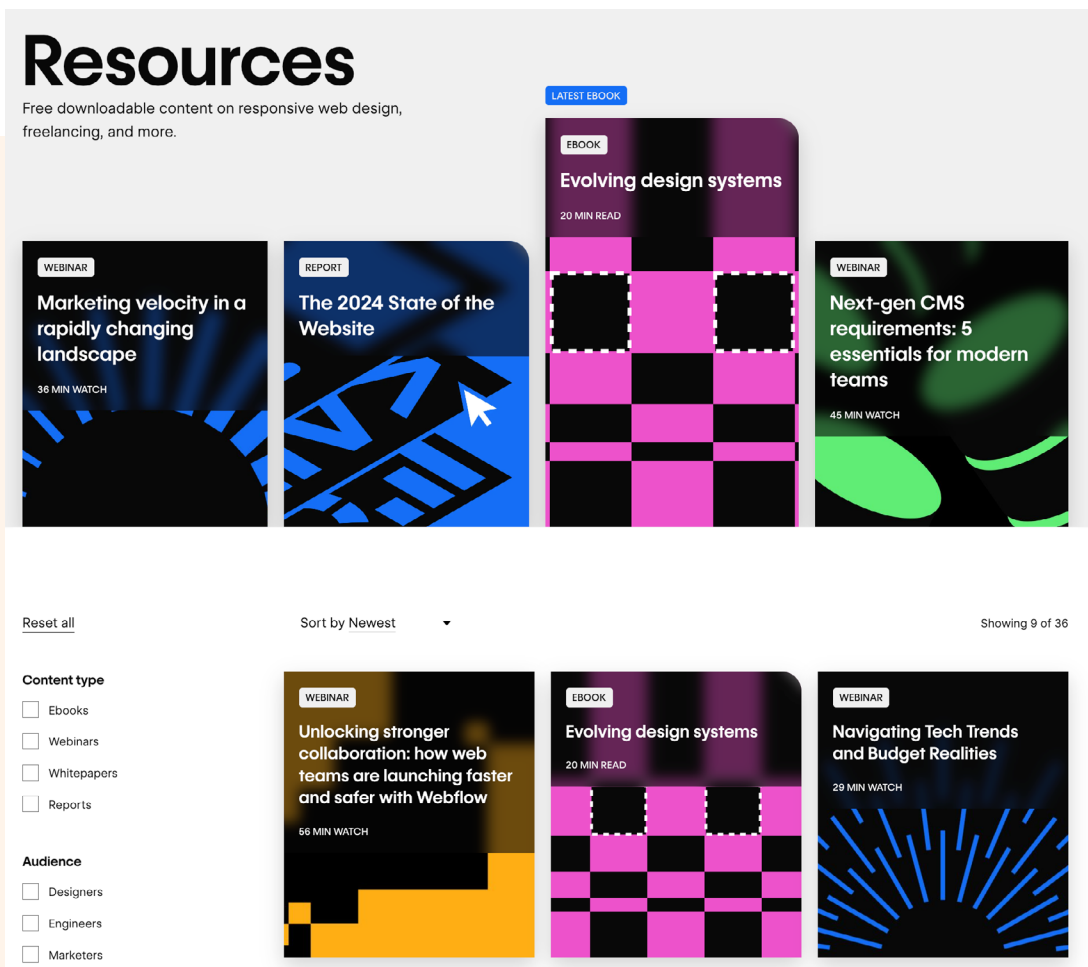 Resources
Free downloadable content on responsive web design,
freelancing, and more.
LATEST EBOOK
WEBINAR
Marketing velocity in a
rapidly changing
landscape
36 MIN WATCH
REPORT
The 2024 State of the
Website
EBOOK
Evolving design systems
20 MIN READ
WEBINAR
Next-gen CMS
requirements: 5
essentials for modern
teams
45 MIN WATCH
Reset all
Sort by Newest
Showing 9 of 36
Content type
Ebooks
Webinars
Whitepapers
Reports
Audience
Designers
Engineers
Marketers
WEBINAR
Unlocking stronger
collaboration: how web
teams are launching faster
and safer with Webflow
56 MIN WATCH
EBOOK
Evolving design systems
20 MIN READ
WEBINAR
Navigating Tech Trends
and Budget Realities
29 MIN WATCH